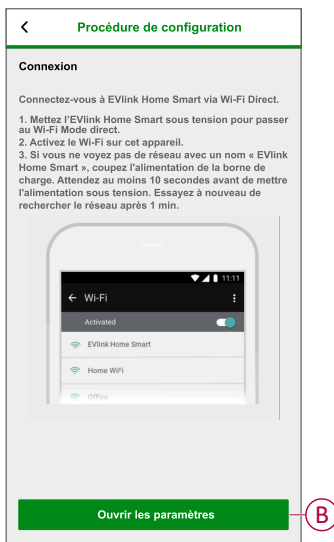 Procédure de configuration
Connexion
Connectez-vous à EVlink Home Smart via Wi-Fi Direct.
1. Mettez l'EVlink Home Smart sous tension pour passer
au Wi-Fi Mode direct.
2. Activez le Wi-Fi sur cet appareil.
3. Si vous ne voyez pas de réseau avec un nom « EVlink
Home Smart », coupez l'alimentation de la borne de
charge. Attendez au moins 10 secondes avant de mettre
l'alimentation sous tension. Essayez à nouveau de
rechercher le réseau après 1 min.
11:11
Wi-Fi
Activated
EVlink Home Smart
Home WiFi
Office
Ouvrir les paramètres
B